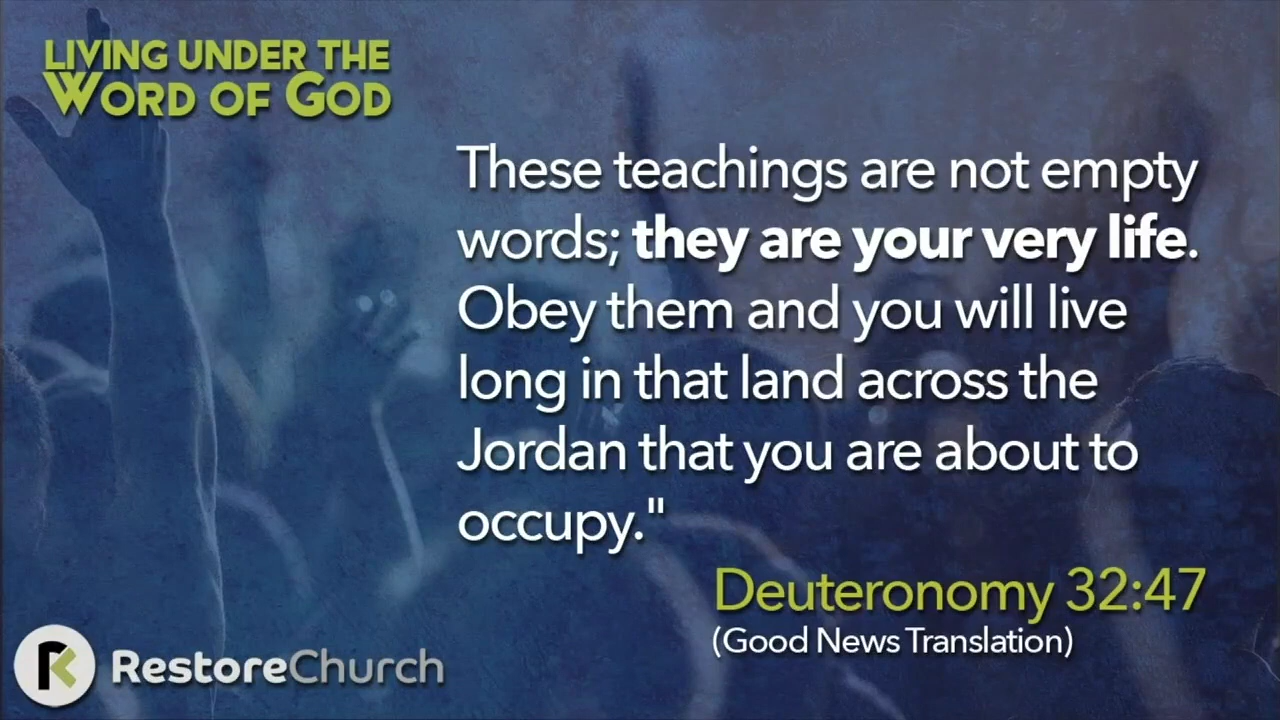 LIVING UNDER THE
WORD OF GOD
These teachings are not empty
words; they are your very life.
Obey them and you will live
long in that land across the
Jordan that you are about to
occupy."
Deuteronomy 32:47
(Good News Translation)
RestoreChurch